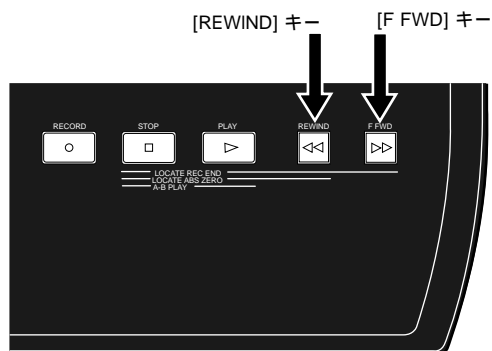 [REWIND] キー [F FWD] キー
RECORD STOP PLAY REWIND F FWD
LOCATE REC END
LOCATE ABS ZERO
A-B PLAY